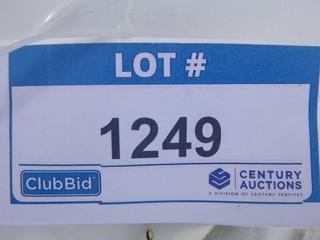 LOT #
1249
ClubBid
CENTURY
AUCTIONS
A DIVISION OF CENTURY SERVICES